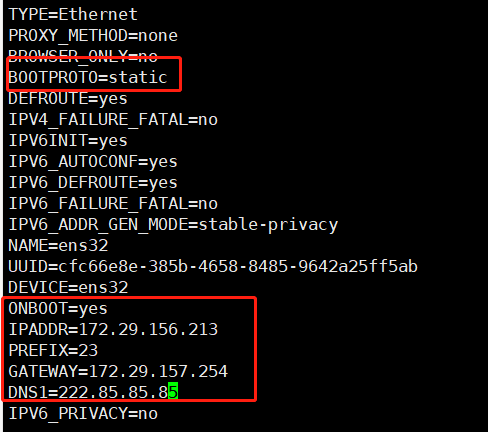 TYPE=Ethernet
PROXY_METHOD=none
BROWSER_ONLY=no
BOOTPROTO=static
DEFROUTE=yes
IPV4_FAILURE_FATAL=no
IPV6INIT=yes
IPV6_AUTOCONF=yes
IPV6_DEFROUTE=yes
IPV6_FAILURE_FATAL=no
IPV6_ADDR_GEN_MODE=stable-privacy
NAME=ens32
UUID=cfc66e8e-385b-4658-8485-9642a25ff5ab
DEVICE=ens32
ONBOOT=yes
IPADDR=172.29.156.213
PREFIX=23
GATEWAY=172.29.157.254
DNS1=222.85.85.85
IPV6_PRIVACY=no